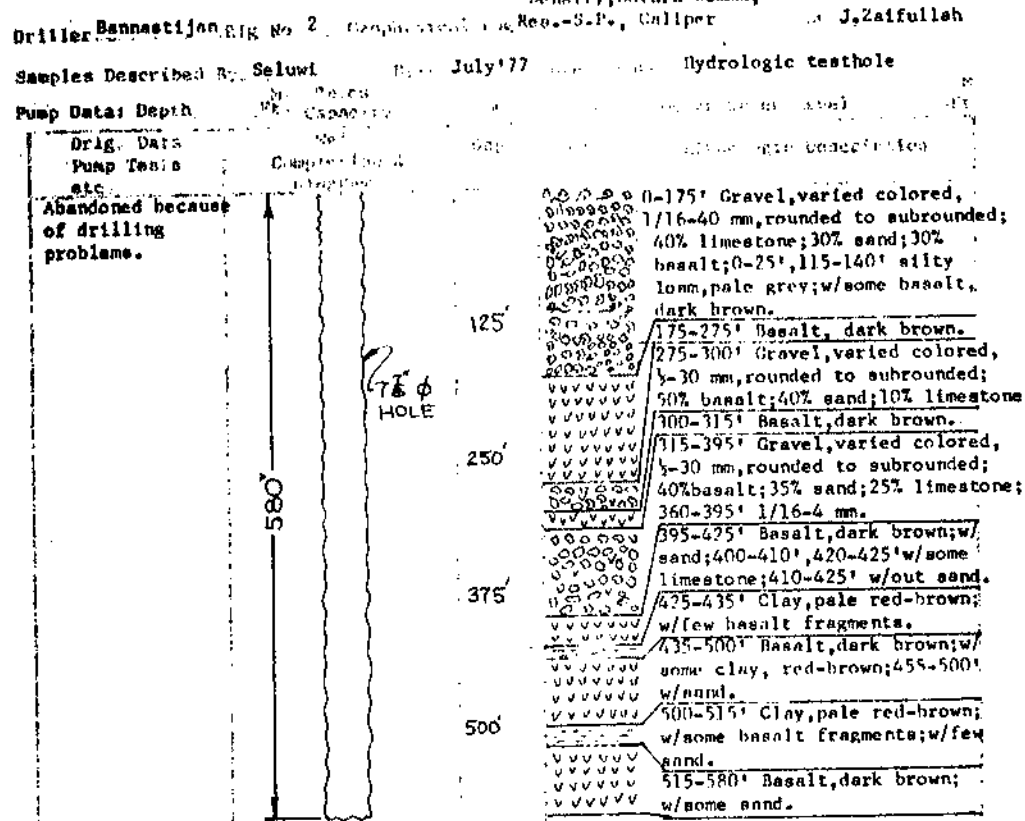 Driller Bannastijan Rig No 2 Res.-S.P., Caliper J,Zaifullah
Samples Described By Seluwi July'77 Hydrologic testhole
Pump Data: Depth Capacity
Orig. Data
Pump Tests
etc
Abandoned because
of drilling
problems.
580'
HOLE
125'
250'
375'
500'
0-175' Gravel,varied colored,
1/16-40 mm,rounded to subrounded;
40% limestone;30% sand;30%
basalt;0-25',115-140' silty
loam,pale grey;w/some basalt,
dark brown.
175-275' Basalt, dark brown.
275-300' Gravel,varied colored,
½-30 mm,rounded to subrounded;
50% basalt;40% sand;10% limestone
300-315' Basalt,dark brown.
315-395' Gravel,varied colored,
½-30 mm,rounded to subrounded;
40%basalt;35% sand;25% limestone;
360-395' 1/16-4 mm.
395-425' Basalt,dark brown;w/
sand;400-410',420-425'w/some
limestone;410-425' w/out sand.
425-435' Clay,pale red-brown;
w/few basalt fragments.
435-500' Basalt,dark brown;w/
some clay, red-brown;455-500'
w/sand.
500-515' Clay,pale red-brown;
w/some basalt fragments;w/few
sand.
515-580' Basalt,dark brown;
w/some sand.